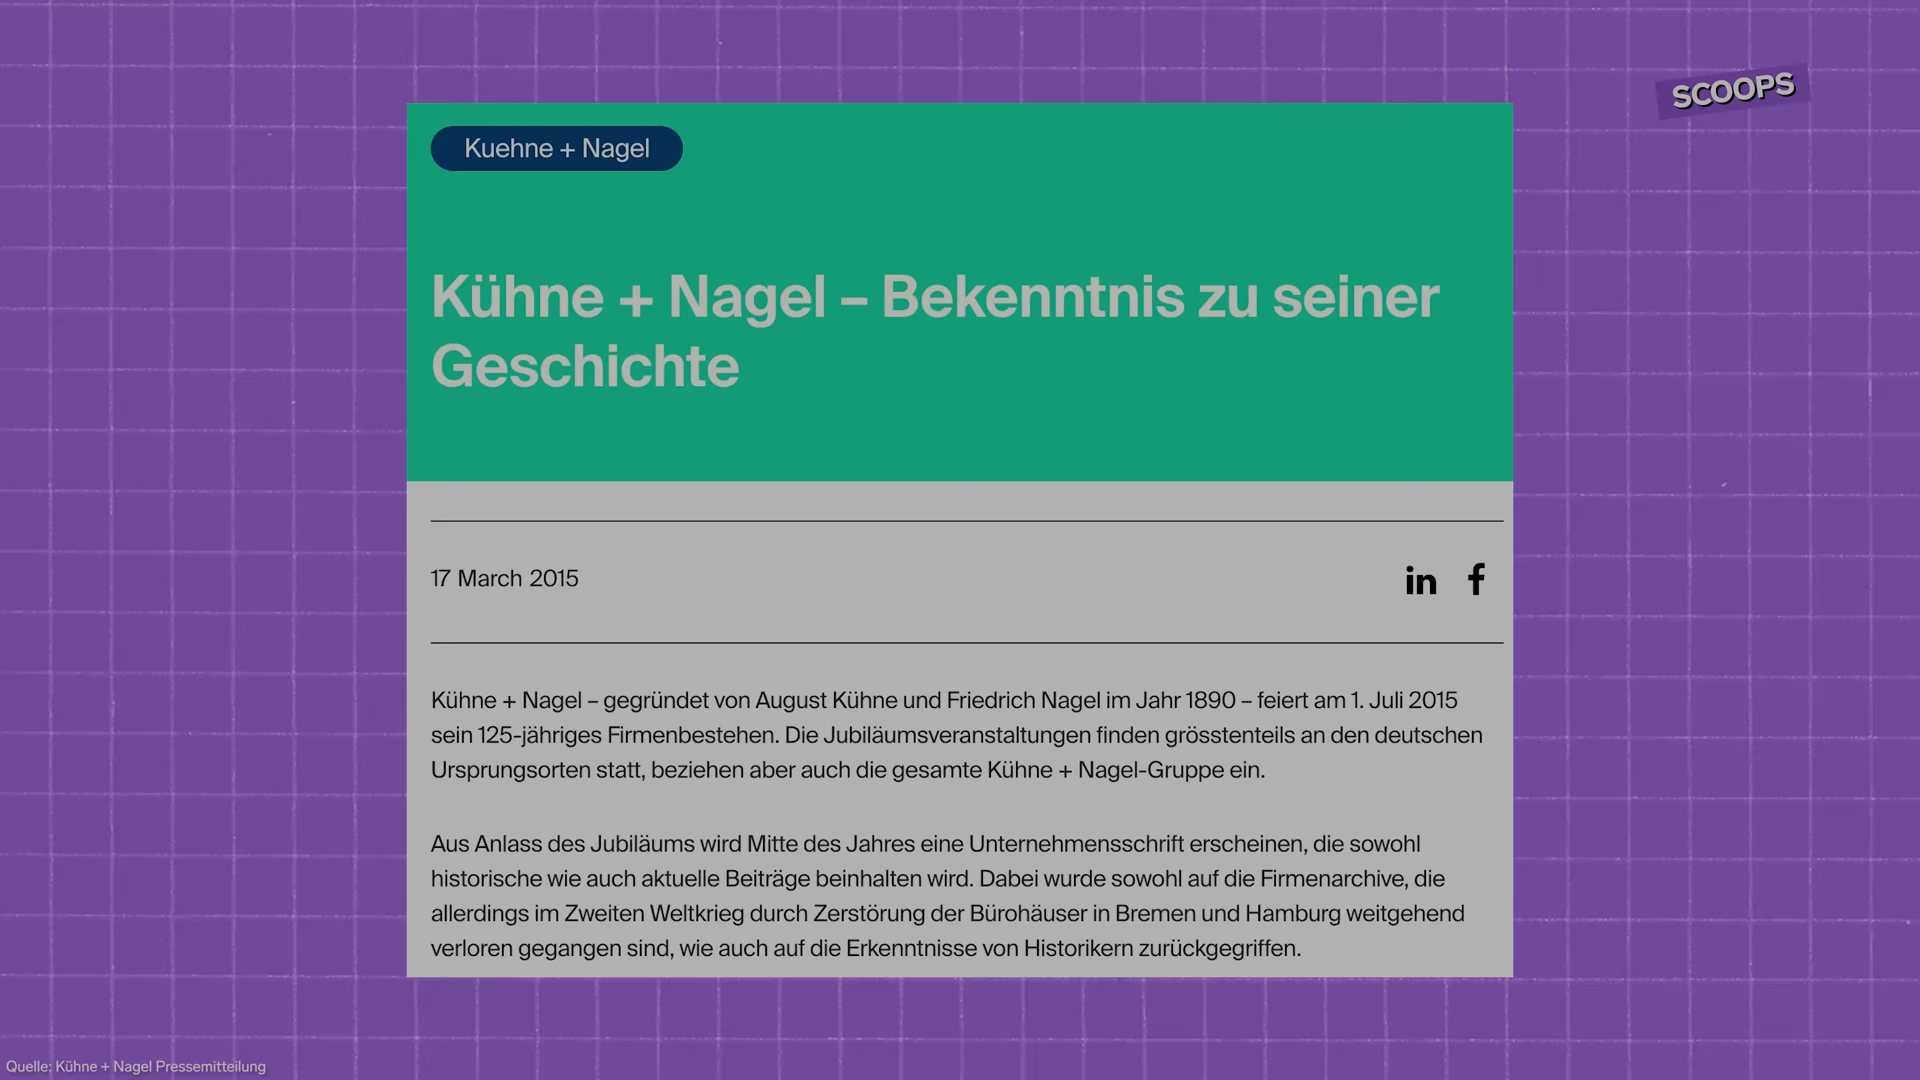 SCOOPS
Kuehne + Nagel
Kühne + Nagel – Bekenntnis zu seiner
Geschichte
17 March 2015
in f
Kühne + Nagel – gegründet von August Kühne und Friedrich Nagel im Jahr 1890 – feiert am 1. Juli 2015
sein 125-jähriges Firmenbestehen. Die Jubiläumsveranstaltungen finden grösstenteils an den deutschen
Ursprungsorten statt, beziehen aber auch die gesamte Kühne + Nagel-Gruppe ein.
Aus Anlass des Jubiläums wird Mitte des Jahres eine Unternehmensschrift erscheinen, die sowohl
historische wie auch aktuelle Beiträge beinhalten wird. Dabei wurde sowohl auf die Firmenarchive, die
allerdings im Zweiten Weltkrieg durch Zerstörung der Bürohäuser in Bremen und Hamburg weitgehend
verloren gegangen sind, wie auch auf die Erkenntnisse von Historikern zurückgegriffen.
Quelle: Kühne + Nagel Pressemitteilung